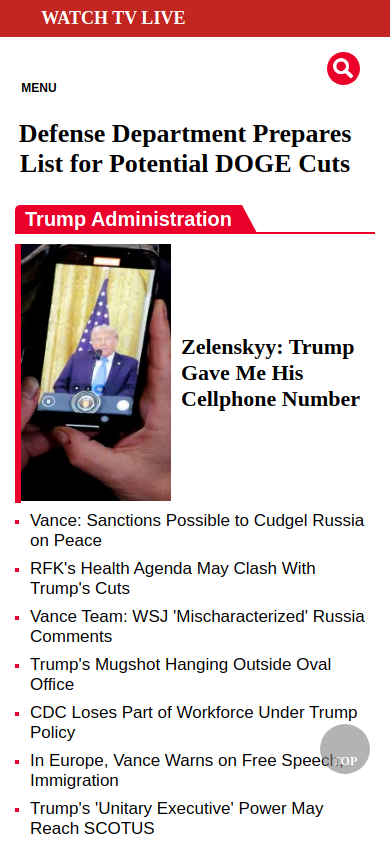 WATCH TV LIVE
MENU
Defense Department Prepares
List for Potential DOGE Cuts
Trump Administration
Zelenskyy: Trump
Gave Me His
Cellphone Number
Vance: Sanctions Possible to Cudgel Russia
on Peace
RFK's Health Agenda May Clash With
Trump's Cuts
Vance Team: WSJ 'Mischaracterized' Russia
Comments
Trump's Mugshot Hanging Outside Oval
Office
CDC Loses Part of Workforce Under Trump
Policy
In Europe, Vance Warns on Free Speech,
Immigration
TOP
Trump's 'Unitary Executive' Power May
Reach SCOTUS